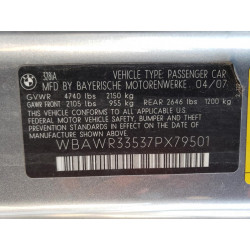 328iA
VEHICLE TYPE: PASSENGER CAR
MFG BY BAYERISCHE MOTORENWERKE 04/07
GVWR 4740 lbs 2150 kg
GAWR FRONT 2105 lbs 955 kg REAR 2646 lbs 1200 kg
THIS VEHICLE CONFORMS TO ALL APPLICABLE
U.S. FEDERAL MOTOR VEHICLE SAFETY, BUMPER
AND THEFT PREVENTION STANDARDS IN EFFECT
ON THE DATE OF MANUFACTURE SHOWN ABOVE.
WBAWR33537PX79501